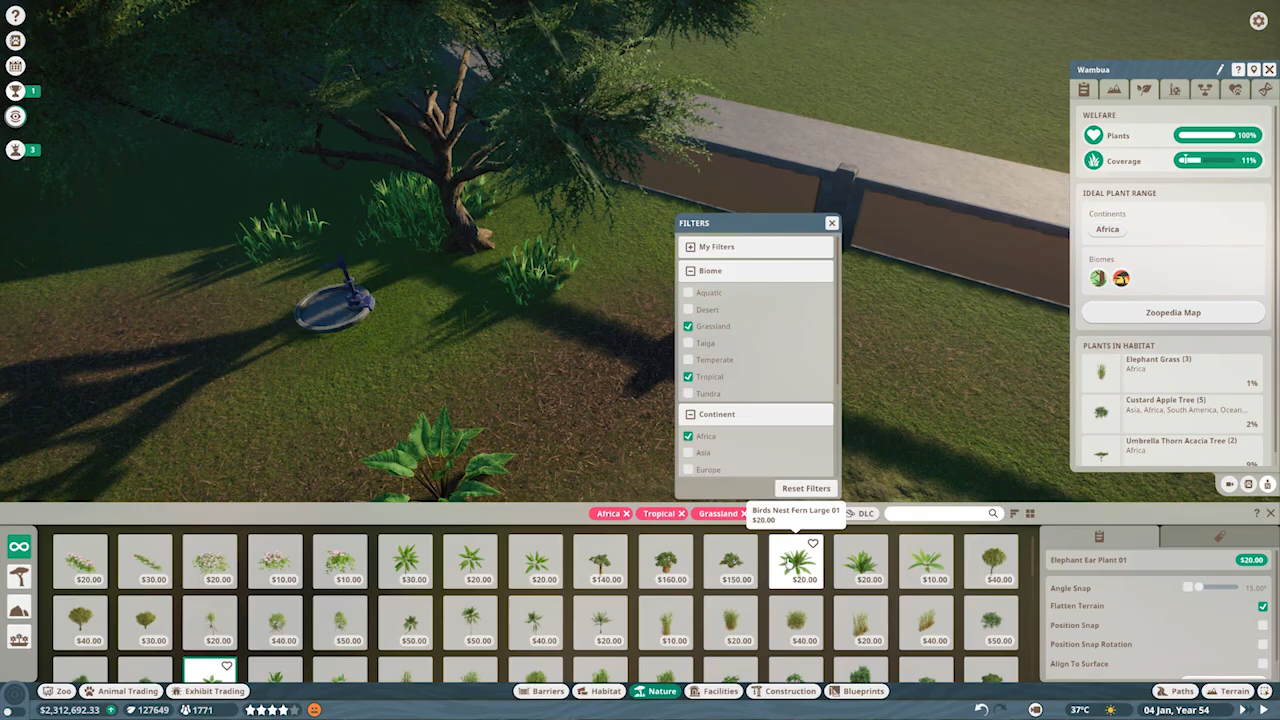 ?
1
3
Wambua
?
WELFARE
Plants 100%
Coverage 11%
IDEAL PLANT RANGE
Continents
Africa
Biomes
Zoopedia Map
PLANTS IN HABITAT
Elephant Grass (3)
Africa
1%
Custard Apple Tree (5)
Asia, Africa, South America, Ocean...
2%
Umbrella Thorn Acacia Tree (2)
Africa
9%
FILTERS
My Filters
Biome
Aquatic
Desert
Grassland
Taiga
Temperate
Tropical
Tundra
Continent
Africa
Asia
Europe
Reset Filters
Birds Nest Fern Large 01
$20.00
Africa
Tropical
Grassland
DLC
?
$20.00 $30.00 $20.00 $10.00 $10.00 $30.00 $20.00 $20.00 $140.00 $160.00 $150.00 $20.00 $20.00 $10.00 $40.00
$40.00 $30.00 $20.00 $40.00 $50.00 $50.00 $50.00 $40.00 $20.00 $10.00 $20.00 $40.00 $20.00 $40.00 $50.00
Elephant Ear Plant 01 $20.00
Angle Snap 15.00°
Flatten Terrain
Position Snap
Position Snap Rotation
Align To Surface
Zoo Animal Trading Exhibit Trading Barriers Habitat Nature Facilities Construction Blueprints Paths Terrain
$2,312,692.33 127649 1771 37°C 04 Jan, Year 54